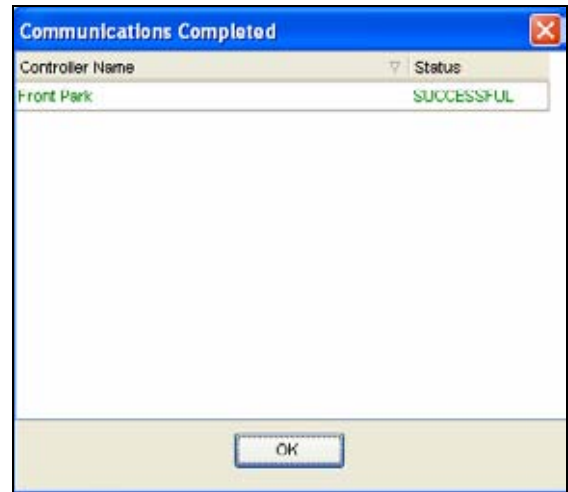 Communications Completed
Controller Name Status
Front Park SUCCESSFUL
OK